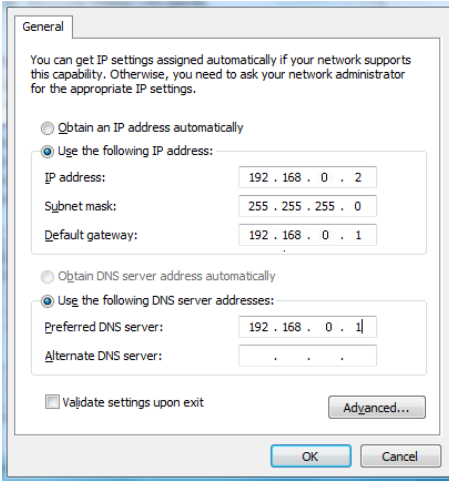 General
You can get IP settings assigned automatically if your network supports
this capability. Otherwise, you need to ask your network administrator
for the appropriate IP settings.
Obtain an IP address automatically
Use the following IP address:
IP address: 192 . 168 . 0 . 2
Subnet mask: 255 . 255 . 255 . 0
Default gateway: 192 . 168 . 0 . 1
Obtain DNS server address automatically
Use the following DNS server addresses:
Preferred DNS server: 192 . 168 . 0 . 1
Alternate DNS server: . . .
Validate settings upon exit
Advanced...
OK Cancel